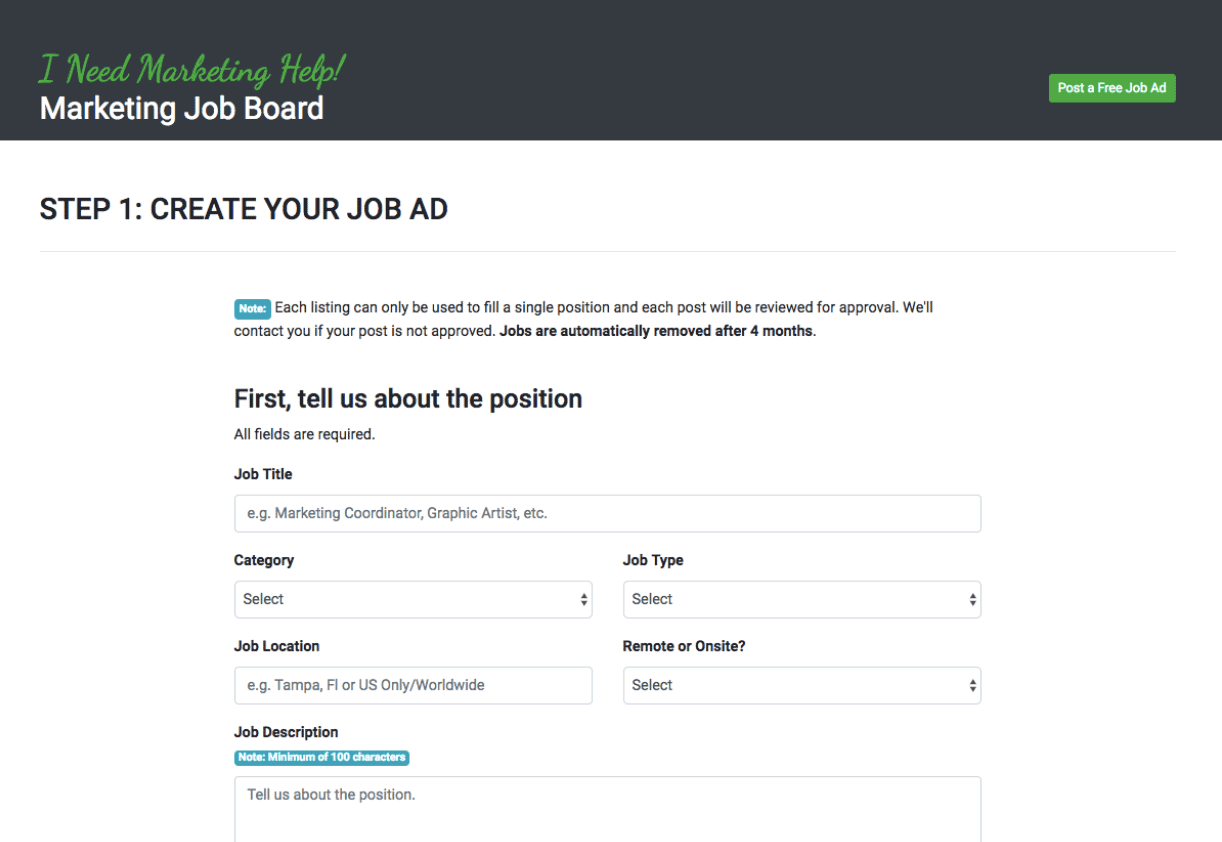 I Need Marketing Help!
Marketing Job Board
Post a Free Job Ad
STEP 1: CREATE YOUR JOB AD
Note: Each listing can only be used to fill a single position and each post will be reviewed for approval. We'll
contact you if your post is not approved. Jobs are automatically removed after 4 months.
First, tell us about the position
All fields are required.
Job Title
e.g. Marketing Coordinator, Graphic Artist, etc.
Category
Job Type
Select
Select
Job Location
Remote or Onsite?
e.g. Tampa, Fl or US Only/Worldwide
Select
Job Description
Note: Minimum of 100 characters
Tell us about the position.